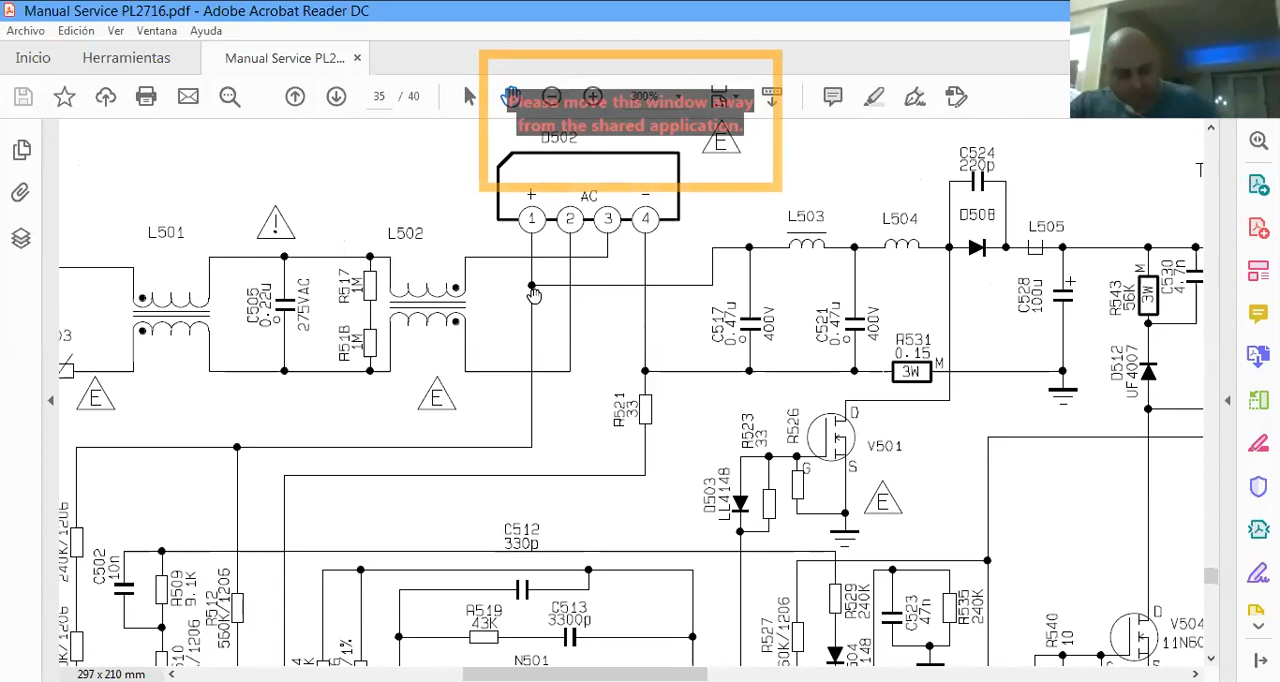 Manual Service PL2716.pdf - Adobe Acrobat Reader DC
Archivo Edición Ver Ventana Ayuda
Inicio Herramientas Manual Service PL2... ×
35 / 40
300%
Please move this window away
from the shared application.
D502
E
+ AC -
1 2 3 4
L501
!
L502
C505
0.22u
275VAC
R517
1M
R518
1M
E
E
L503
L504
C524
220p
D508
L505
C517
0.47u
400V
C521
0.47u
400V
R531
0.15
3W
M
C528
100u
+
R543
56K
3W
M
C530
4.7n
D512
UF4007
R521
33
R523
33
R526
D
G
S
V501
E
D503
LL4148
C512
330p
C502
10n
R509
9.1K
R512
560K/1206
240K/1206
R519
43K
C513
3300p
N501
R527
R529
240K
C523
47n
R535
240K
R540
10
D
V504
11N60
297 x 210 mm